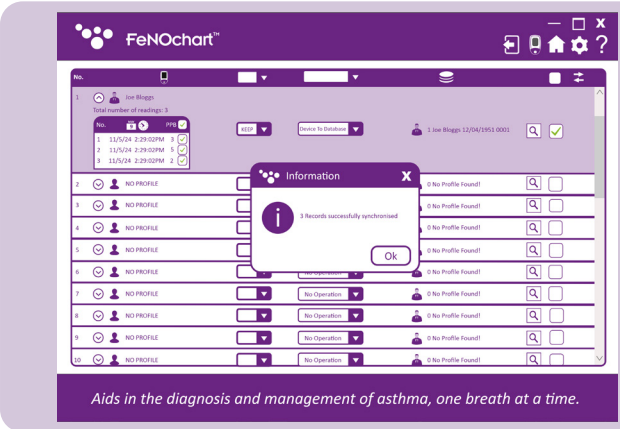 FeNOchart™
No.
1 Joe Bloggs
Total number of readings: 3
No. PPB
1 11/5/24 2:29:02PM 3
2 11/5/24 2:29:02PM 5
3 11/5/24 2:29:02PM 2
KEEP Device To Database 1 Joe Bloggs 12/04/1951 0001
Information X
3 Records successfully synchronised
Ok
2 NO PROFILE 0 No Profile Found!
3 NO PROFILE 0 No Profile Found!
4 NO PROFILE 0 No Profile Found!
5 NO PROFILE 0 No Profile Found!
6 NO PROFILE No Operation 0 No Profile Found!
7 NO PROFILE No Operation 0 No Profile Found!
8 NO PROFILE No Operation 0 No Profile Found!
9 NO PROFILE No Operation 0 No Profile Found!
10 NO PROFILE No Operation 0 No Profile Found!
Aids in the diagnosis and management of asthma, one breath at a time.